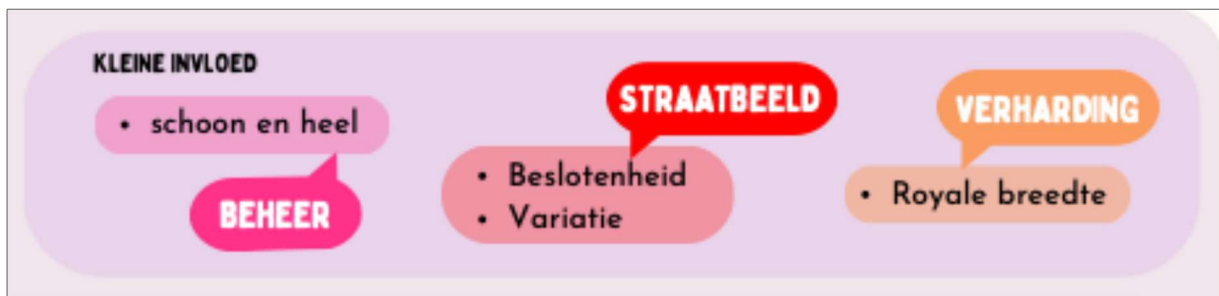 KLEINE INVLOED
• schoon en heel
BEHEER
STRAATBEELD
• Beslotenheid
• Variatie
VERHARDING
• Royale breedte